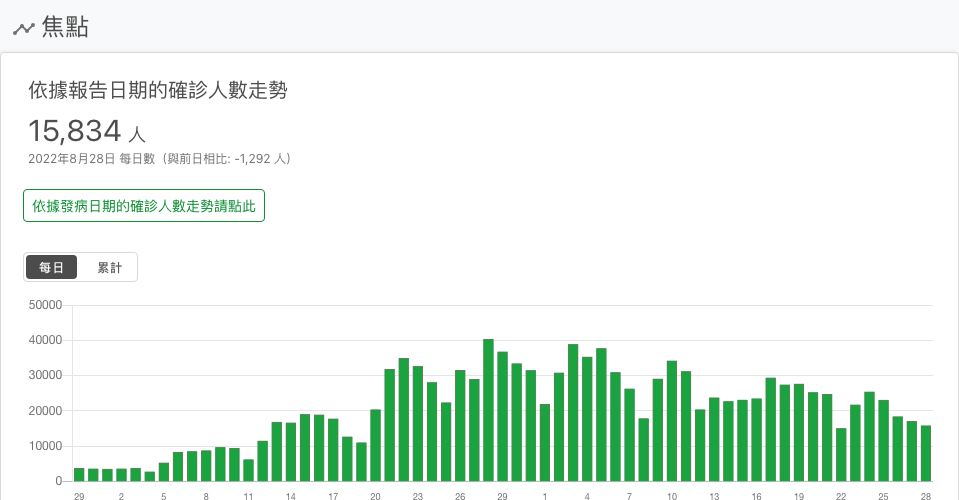 焦點
依據報告日期的確診人數走勢
15,834 人
2022年8月28日 每日數（與前日相比: -1,292 人）
依據發病日期的確診人數走勢請點此
每日 累計
50000
40000
30000
20000
10000
0
29 2 5 8 11 14 17 20 23 26 29 1 4 7 10 13 16 19 22 25 28